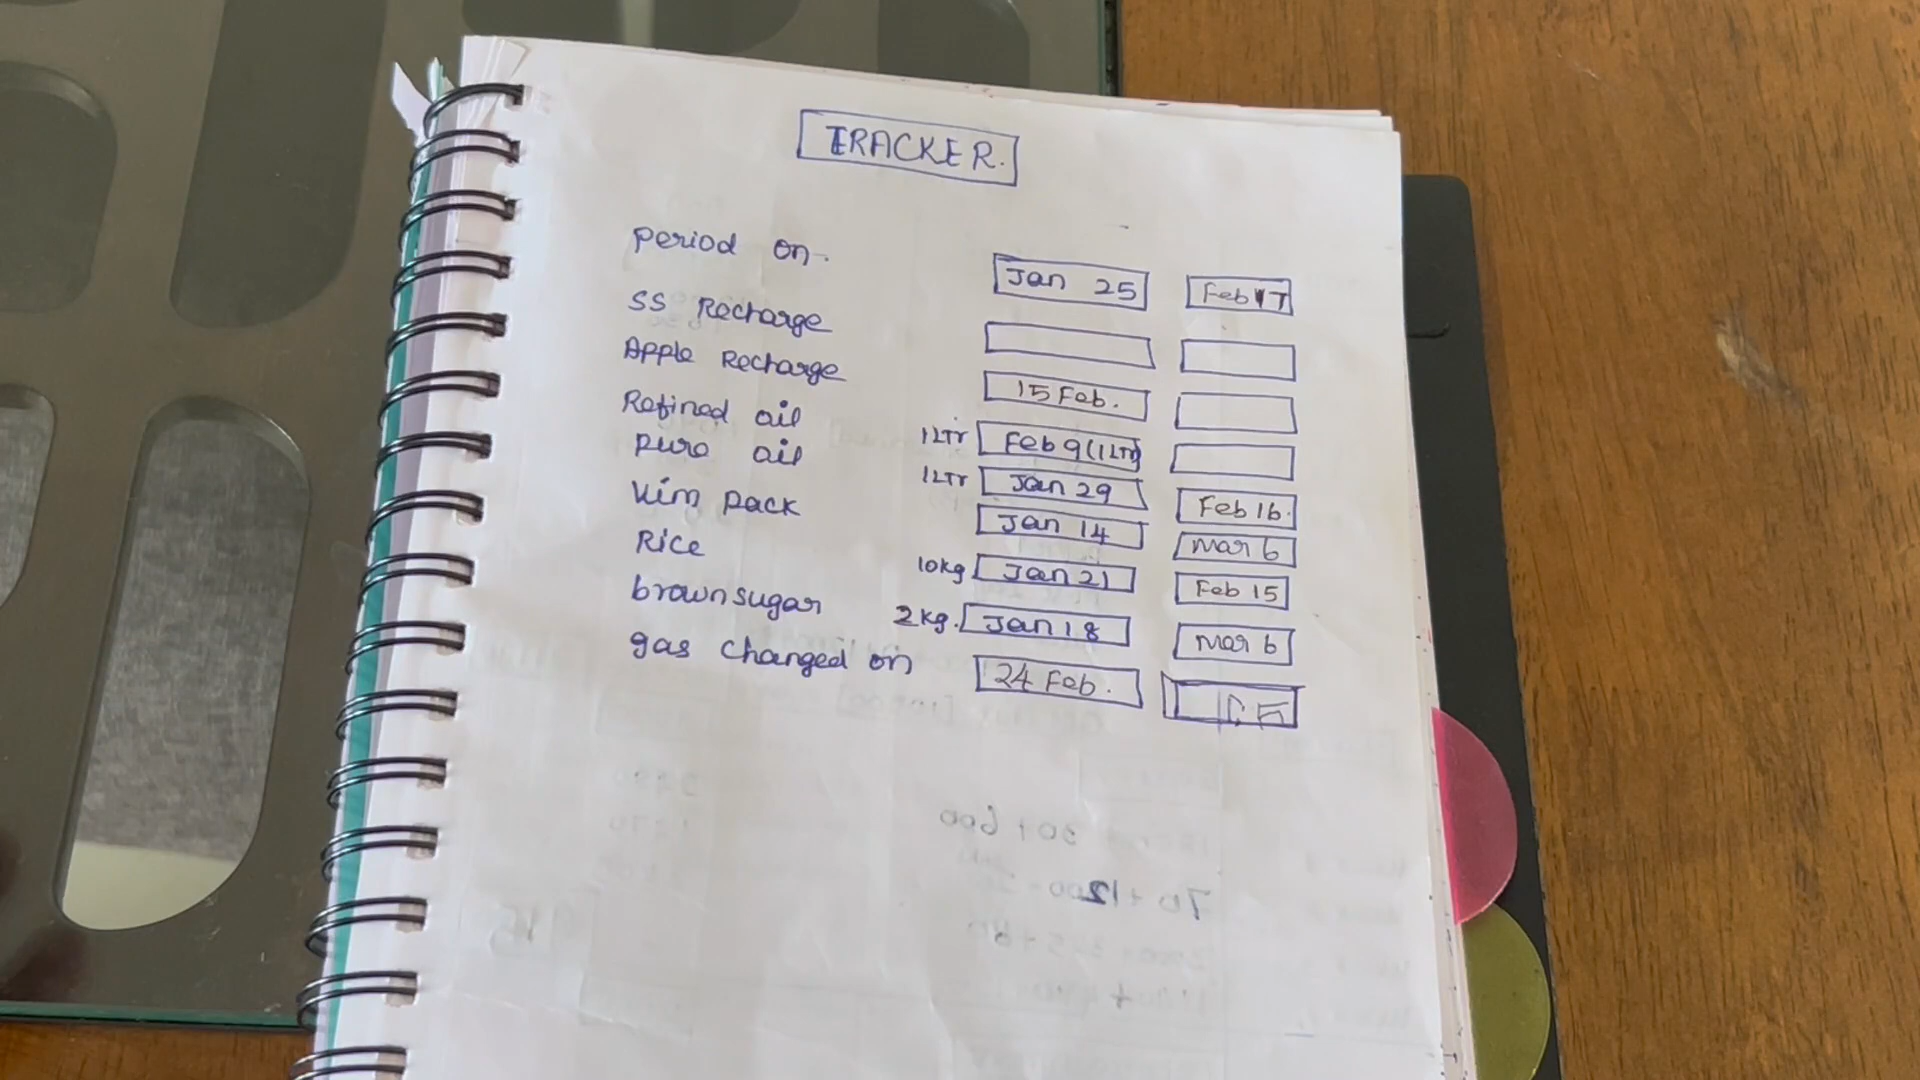 TRACKER.
Period on. Jan 25 Feb 17
SS Recharge
Apple Recharge 15 Feb.
Refined oil 1LTr Feb 9 (1LTr)
Pure oil 1LTr Jan 29 Feb 16.
Vim pack Jan 14 Mar 6
Rice 10kg Jan 21 Feb 15
brown sugar 2kg. Jan 18 Mar 6
gas changed on 24 Feb.